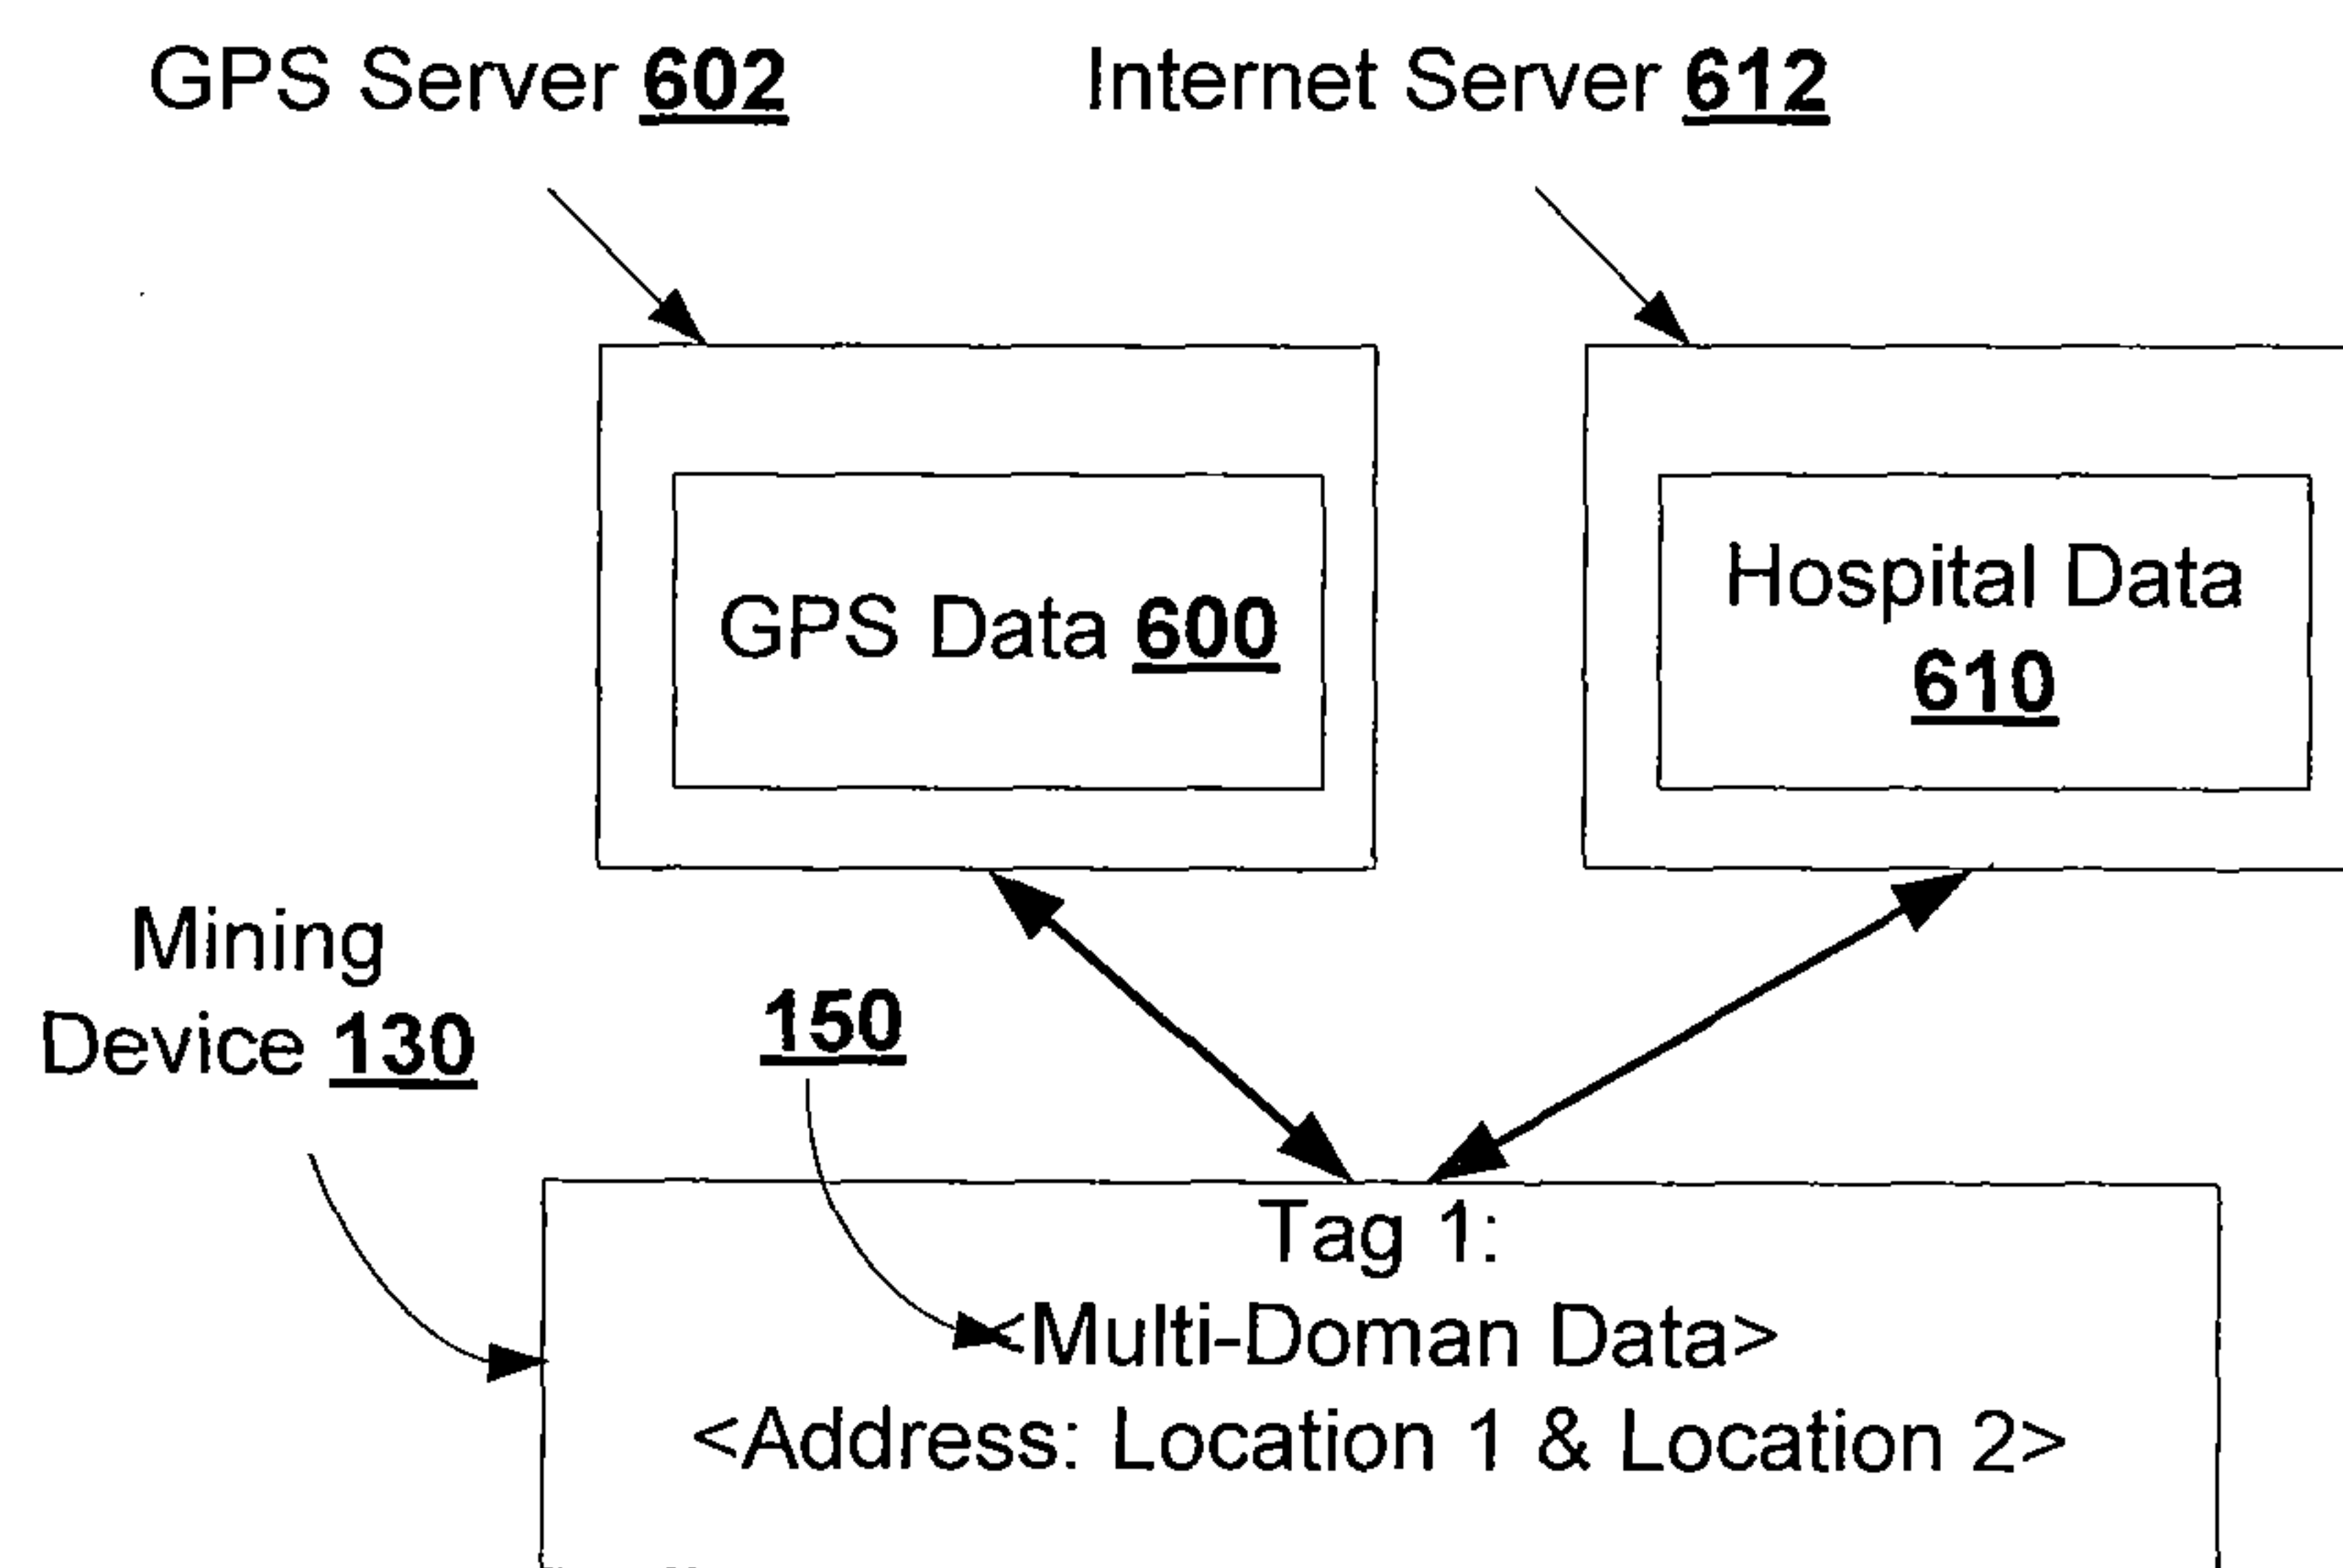 GPS Server 602
Internet Server 612
GPS Data 600
Hospital Data
610
Mining
Device 130
150
Tag 1:
<Multi-Doman Data>
<Address: Location 1 & Location 2>